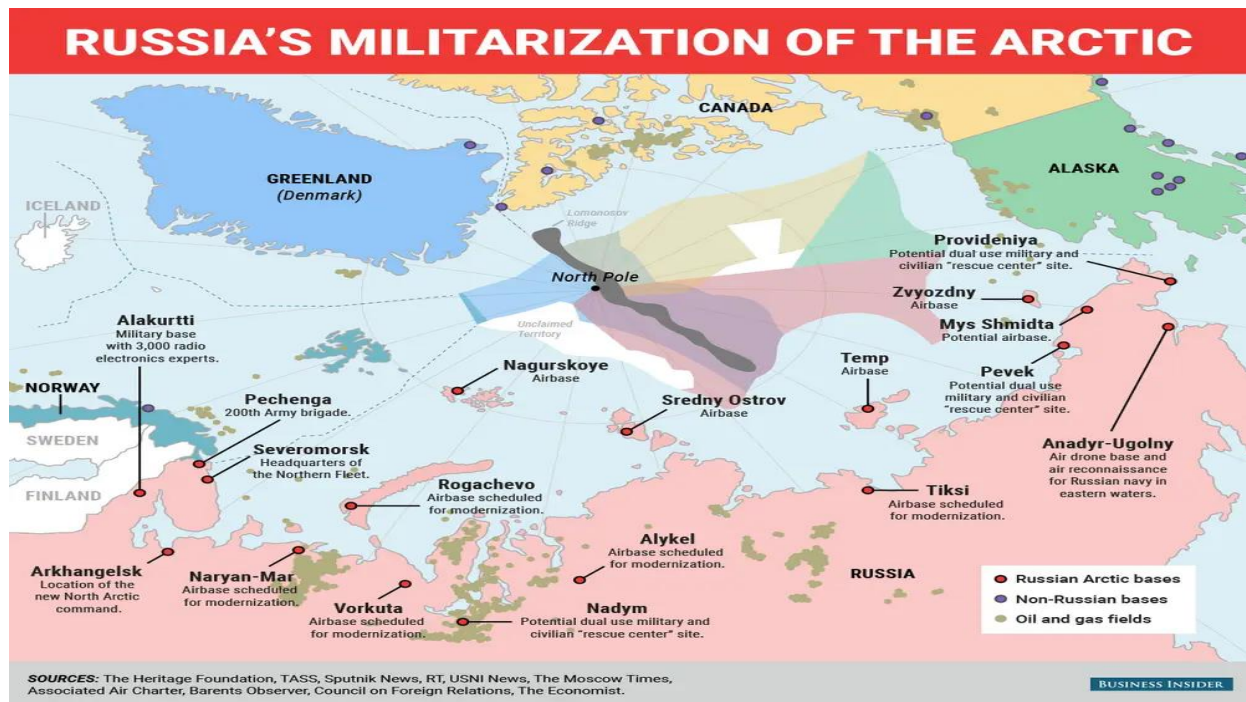 RUSSIA'S MILITARIZATION OF THE ARCTIC
CANADA
GREENLAND
(Denmark)
ALASKA
ICELAND
Lomonosov
Ridge
North Pole
Unclaimed
Territory
Provideniya
Potential dual use military and
civilian “rescue center” site.
Zvyozdny
Airbase
Mys Shmidta
Potential airbase.
Pevek
Potential dual use
military and civilian
“rescue center” site.
Temp
Airbase
Alakurtti
Military base
with 3,000 radio
electronics experts.
Nagurskoye
Airbase
Sredny Ostrov
Airbase
NORWAY
SWEDEN
FINLAND
Pechenga
200th Army brigade.
Severomorsk
Headquarters of
the Northern Fleet.
Anadyr-Ugolny
Air drone base and
air reconnaissance
for Russian navy in
eastern waters.
Rogachevo
Airbase scheduled
for modernization.
Tiksi
Airbase scheduled
for modernization.
Alykel
Airbase scheduled
for modernization.
Arkhangelsk
Location of the
new North Arctic
command.
Naryan-Mar
Airbase scheduled
for modernization.
Vorkuta
Airbase scheduled
for modernization.
Nadym
Potential dual use military and
civilian “rescue center” site.
RUSSIA
Russian Arctic bases
Non-Russian bases
Oil and gas fields
SOURCES: The Heritage Foundation, TASS, Sputnik News, RT, USNI News, The Moscow Times,
Associated Air Charter, Barents Observer, Council on Foreign Relations, The Economist.
BUSINESS INSIDER